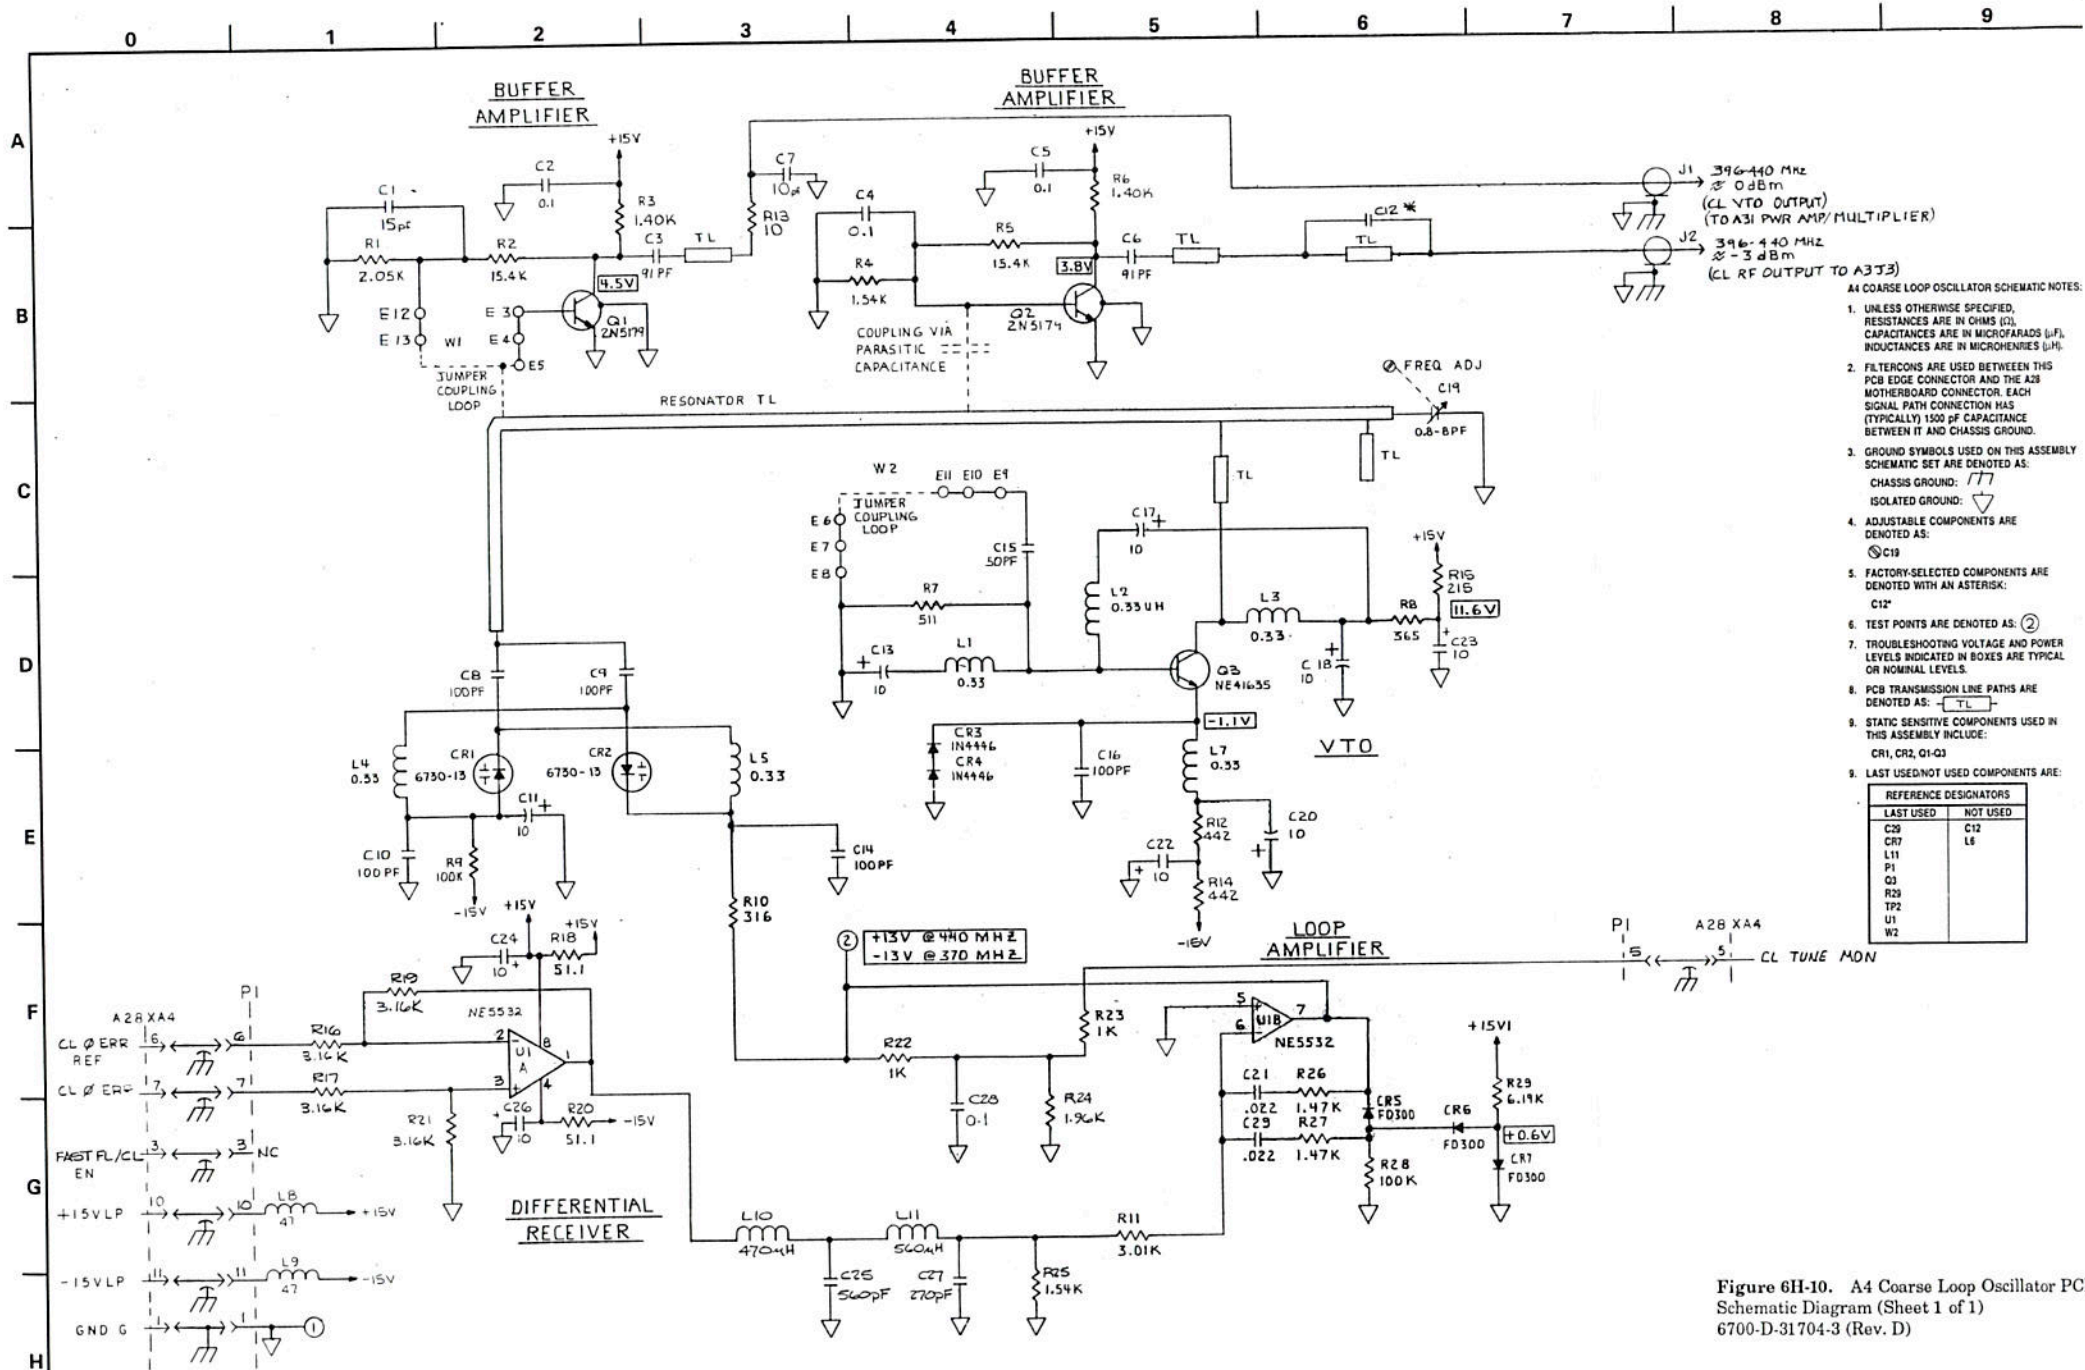 0 1 2 3 4 5 6 7 8 9
A
B
C
D
E
F
G
H
BUFFER
AMPLIFIER
+15V
C2
0.1
C1
15pf
R3
1.40K
R1
2.05K
R2
15.4K
C3
91PF
TL
4.5V
Q1
2N5179
E12
E13
W1
E3
E4
E5
JUMPER
COUPLING
LOOP
C7
10pf
R13
10
BUFFER
AMPLIFIER
+15V
C5
0.1
R6
1.40K
C4
0.1
R5
15.4K
R4
1.54K
3.8V
C6
91PF
TL
Q2
2N5179
C12 *
TL
COUPLING VIA
PARASITIC
CAPACITANCE
J1
396-440 MHz
≈ 0dBm
(CL VTO OUTPUT)
(TO A31 PWR AMP/MULTIPLIER)
J2
396-440 MHZ
≈ -3 dBm
(CL RF OUTPUT TO A3J3)
RESONATOR TL
FREQ ADJ
C19
0.8-8PF
TL
TL
W2
E11 E10 E9
JUMPER
COUPLING
LOOP
E6
E7
E8
C15
50PF
C17
+
10
R7
511
L2
0.33UH
L3
0.33
+15V
R15
215
11.6V
R8
365
+
C23
10
+
C18
10
+
C13
10
L1
0.33
Q3
NE41635
-1.1V
CR3
1N4446
CR4
1N4446
C16
100PF
L7
0.33
VTO
R12
442
C20
10
+
C22
+
10
R14
442
-15V
C8
100PF
C9
100PF
L4
0.33
CR1
6730-13
CR2
6730-13
L5
0.33
C11
+
10
C10
100PF
R9
100K
-15V
C14
100PF
R10
316
2
+13V @ 440 MHZ
-13V @ 370 MHZ
+15V
+15V
C24
10
+
R18
51.1
R19
3.16K
NE5532
A28XA4
P1
CL Ø ERR
REF
6
6
R16
3.16K
2
-
8
U1
A
1
CL Ø ERR
7
7
R17
3.16K
3
+
4
R21
3.16K
+
C26
10
R20
51.1
-15V
FAST FL/CL
EN
3
3
NC
+15VLP
10
10
L8
47
+15V
-15VLP
11
11
L9
47
-15V
GND G
1
1
1
DIFFERENTIAL
RECEIVER
R22
1K
R23
1K
C28
0.1
R24
1.96K
LOOP
AMPLIFIER
5
+
6
-
U1B
7
NE5532
C21
.022
R26
1.47K
C29
.022
R27
1.47K
CR5
FD300
CR6
FD300
+15V1
R29
6.19K
+0.6V
CR7
FD300
R28
100K
P1
5
A28 XA4
5
CL TUNE MON
L10
470uH
L11
560uH
R11
3.01K
C25
560pF
C27
270pF
R25
1.54K
A4 COARSE LOOP OSCILLATOR SCHEMATIC NOTES:
1. UNLESS OTHERWISE SPECIFIED,
RESISTANCES ARE IN OHMS (Ω),
CAPACITANCES ARE IN MICROFARADS (µF),
INDUCTANCES ARE IN MICROHENRIES (µH).
2. FILTERCONS ARE USED BETWEEEN THIS
PCB EDGE CONNECTOR AND THE A28
MOTHERBOARD CONNECTOR. EACH
SIGNAL PATH CONNECTION HAS
(TYPICALLY) 1500 pF CAPACITANCE
BETWEEN IT AND CHASSIS GROUND.
3. GROUND SYMBOLS USED ON THIS ASSEMBLY
SCHEMATIC SET ARE DENOTED AS:
CHASSIS GROUND:
ISOLATED GROUND:
4. ADJUSTABLE COMPONENTS ARE
DENOTED AS:
C19
5. FACTORY-SELECTED COMPONENTS ARE
DENOTED WITH AN ASTERISK:
C12*
6. TEST POINTS ARE DENOTED AS: 2
7. TROUBLESHOOTING VOLTAGE AND POWER
LEVELS INDICATED IN BOXES ARE TYPICAL
OR NOMINAL LEVELS.
8. PCB TRANSMISSION LINE PATHS ARE
DENOTED AS: TL
9. STATIC SENSITIVE COMPONENTS USED IN
THIS ASSEMBLY INCLUDE:
CR1, CR2, Q1-Q3
9. LAST USED/NOT USED COMPONENTS ARE:
REFERENCE DESIGNATORS
LAST USED NOT USED
C29 C12
CR7 L6
L11
P1
Q3
R29
TP2
U1
W2
Figure 6H-10. A4 Coarse Loop Oscillator PC
Schematic Diagram (Sheet 1 of 1)
6700-D-31704-3 (Rev. D)